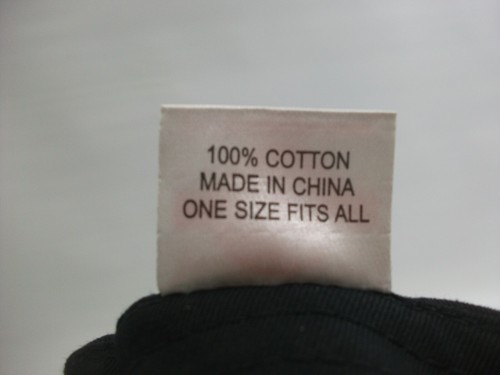 100% COTTON
MADE IN CHINA
ONE SIZE FITS ALL